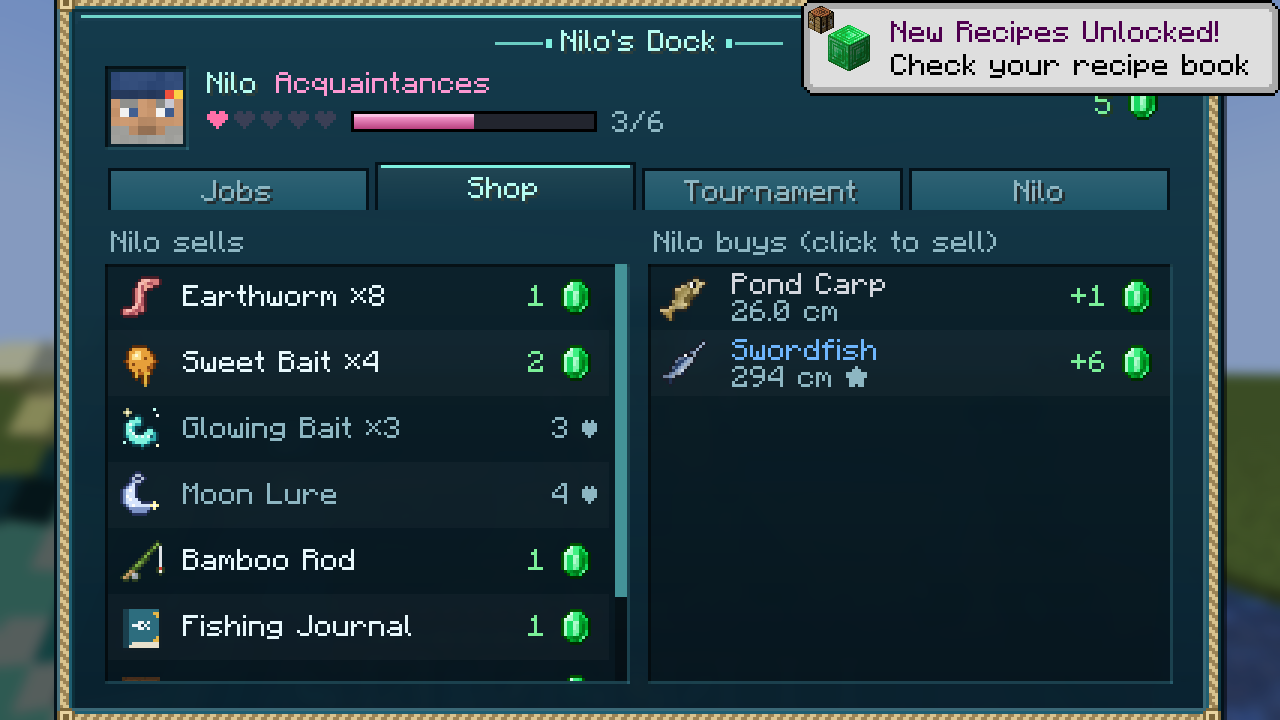 New Recipes Unlocked!
Check your recipe book
Nilo's Dock
Nilo Acquaintances
3/6
5
Jobs
Shop
Tournament
Nilo
Nilo sells
Earthworm ×8 1
Sweet Bait ×4 2
Glowing Bait ×3 3
Moon Lure 4
Bamboo Rod 1
Fishing Journal 1
Nilo buys (click to sell)
Pond Carp +1
26.0 cm
Swordfish +6
294 cm